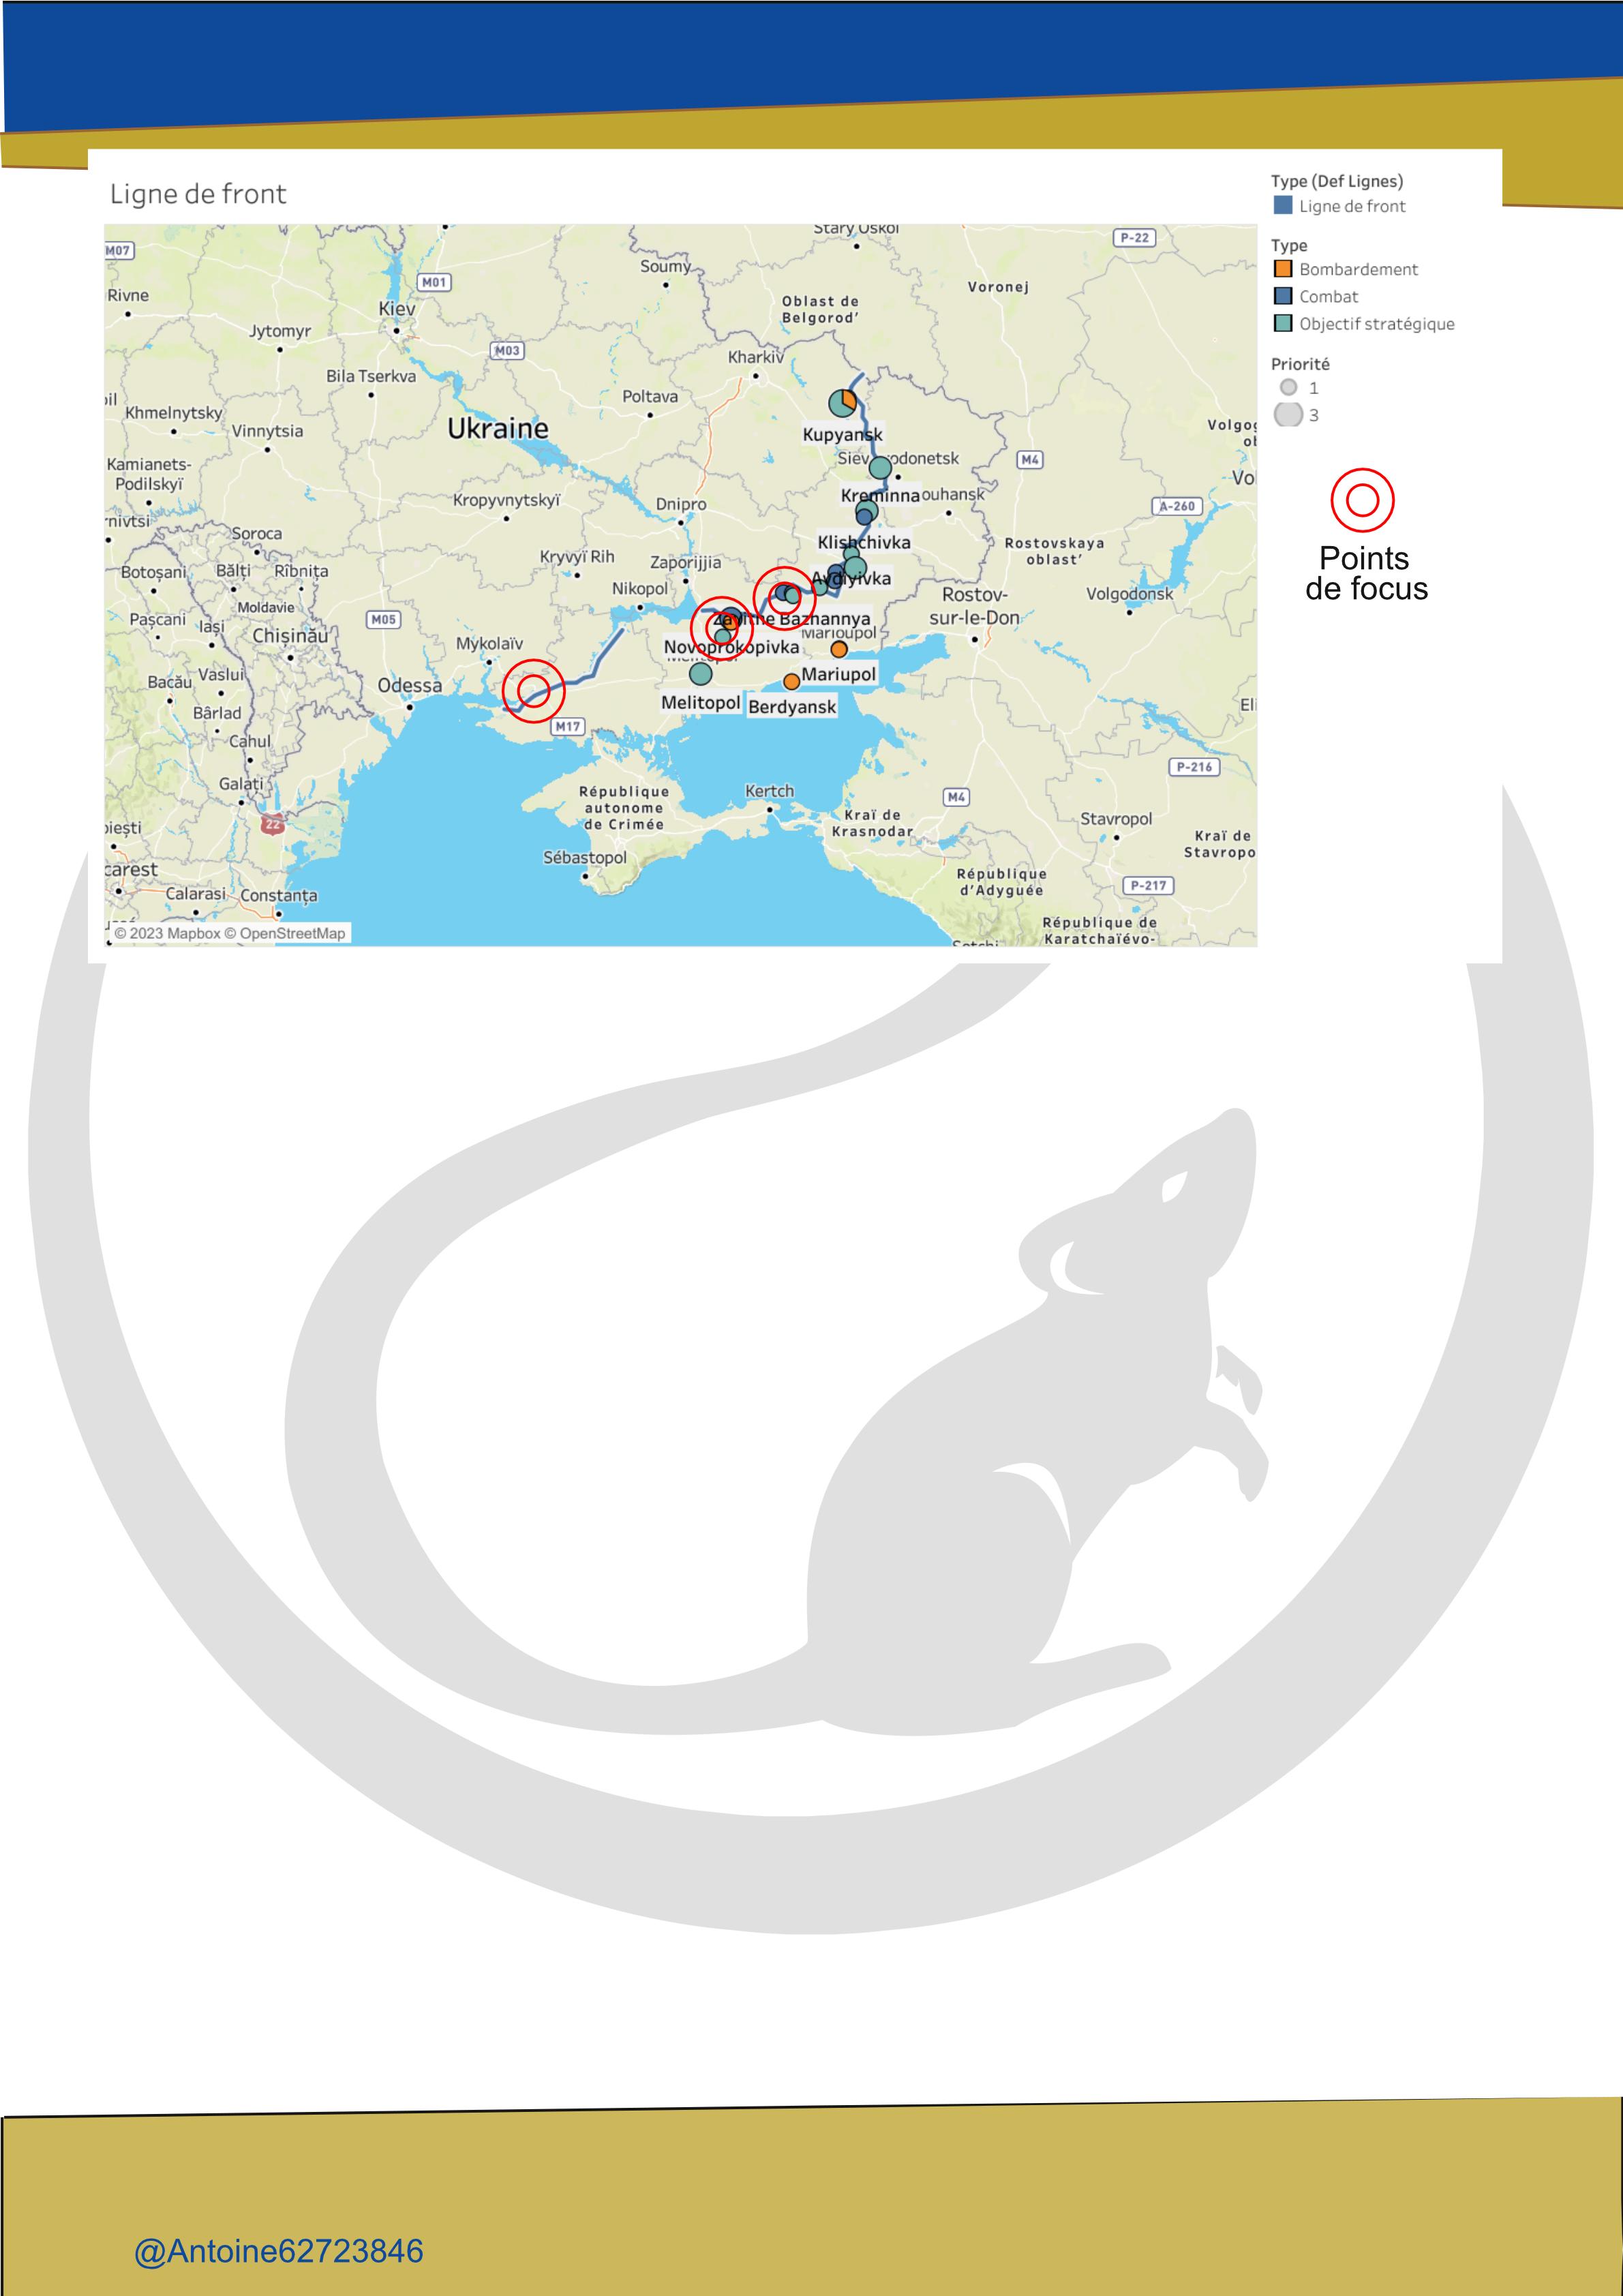 Ligne de front
Type (Def Lignes)
Ligne de front
Type
Bombardement
Combat
Objectif stratégique
Priorité
1
3
Points
de focus
M07
Stary Oskol
P-22
Soumy
M01
Rivne
Voronej
Oblast de
Belgorod'
Kiev
Jytomyr
M03
Kharkiv
Bila Tserkva
Poltava
Khmelnytsky
Vinnytsia
Ukraine
Kupyansk
M4
Kamianets-
Podilskyï
Kreminna
Kropyvnytskyï
Dnipro
A-260
Soroca
Klishchivka
Rostovskaya
oblast'
Kryvyï Rih
Zaporijjia
Botoșani
Bălți
Rîbnița
Avdiyivka
Nikopol
Rostov-
sur-le-Don
Volgodonsk
Moldavie
Pașcani
Iași
M05
Bazhannya
Chișinău
Marioupol
Mykolaïv
Novoprokopivka
Bacău
Vaslui
Odessa
Mariupol
Melitopol
Berdyansk
Bârlad
M17
Cahul
P-216
Galați
République
autonome
de Crimée
Kertch
M4
22
Kraï de
Krasnodar
Stavropol
Kraï de
Stavropo
Sébastopol
République
d'Adyguée
P-217
Calarasi
Constanța
République de
Karatchaïévo-
© 2023 Mapbox © OpenStreetMap
@Antoine62723846